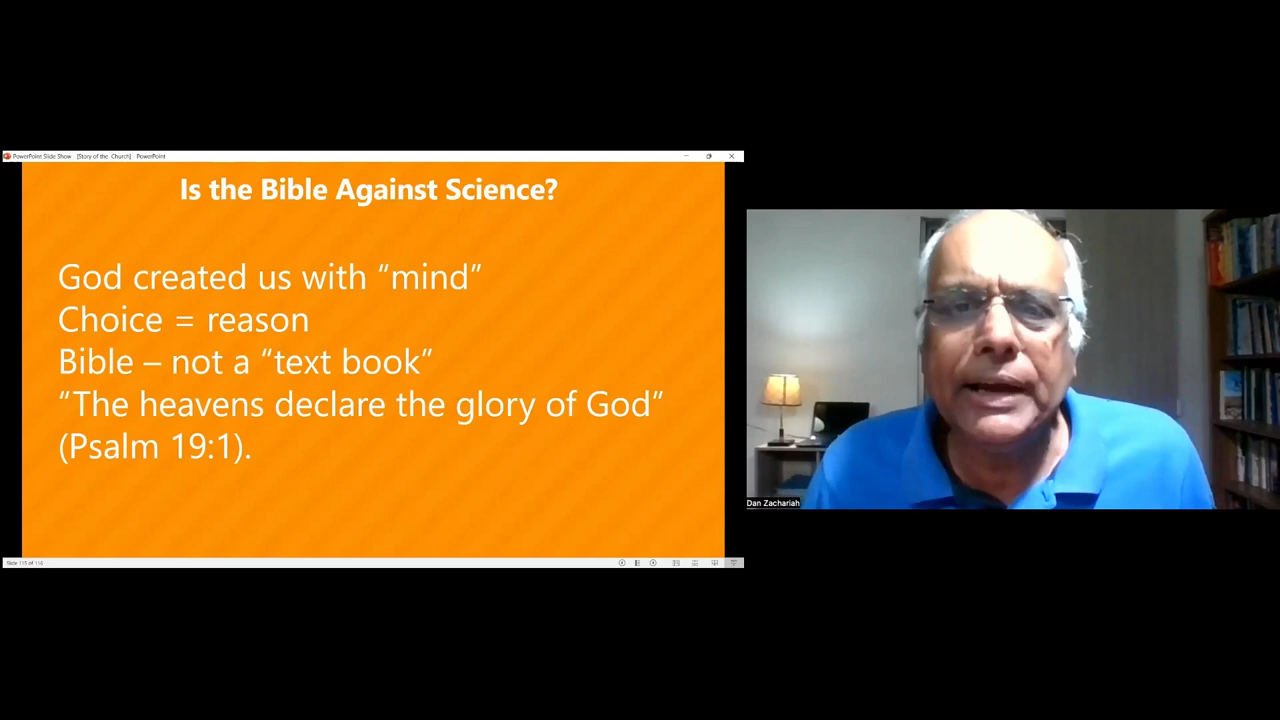 PowerPoint Slide Show - [Story of the Church] - PowerPoint
Is the Bible Against Science?
God created us with “mind”
Choice = reason
Bible – not a “text book”
“The heavens declare the glory of God”
(Psalm 19:1).
Dan Zachariah